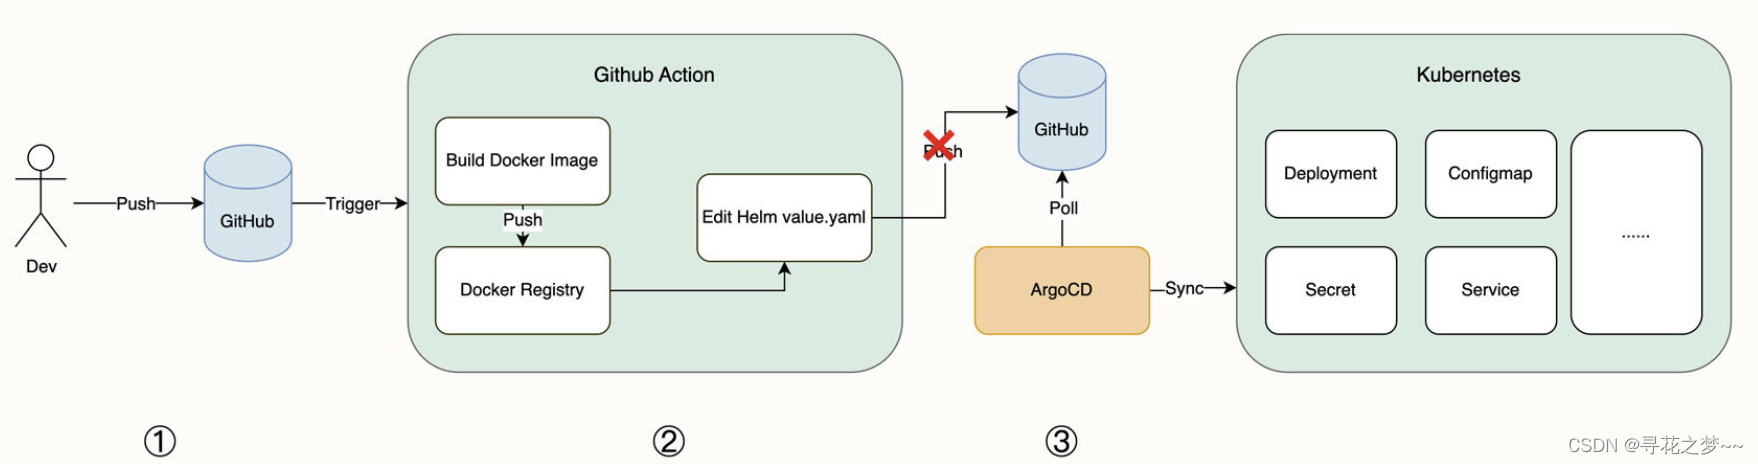 Dev
Push
GitHub
Trigger
Github Action
Build Docker Image
Push
Docker Registry
Edit Helm value.yaml
Push
GitHub
Poll
ArgoCD
Sync
Kubernetes
Deployment
Configmap
Secret
Service
......
①
②
③
CSDN @寻花之梦~~